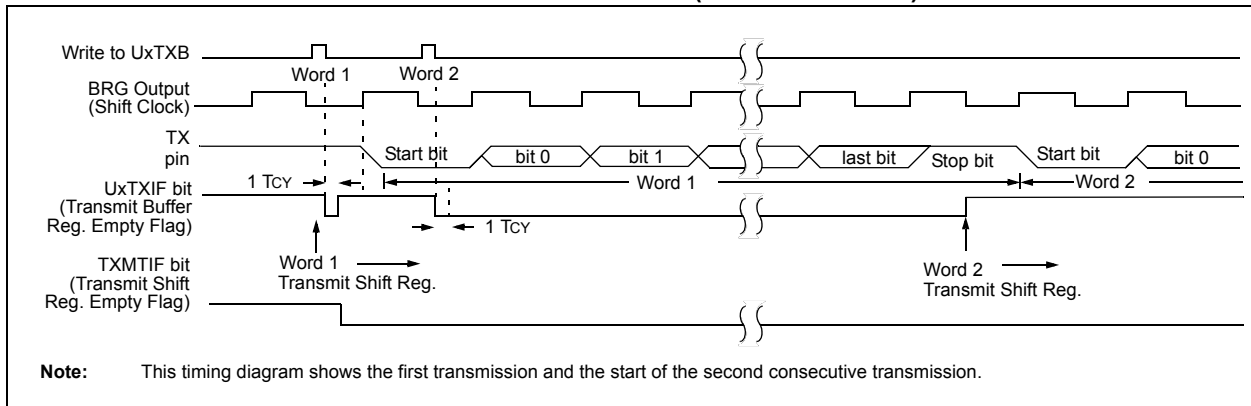 Write to UxTXB
Word 1
Word 2
BRG Output
(Shift Clock)
TX
pin
Start bit
bit 0
bit 1
last bit
Stop bit
Start bit
bit 0
1 TCY
Word 1
Word 2
UxTXIF bit
(Transmit Buffer
Reg. Empty Flag)
1 TCY
TXMTIF bit
(Transmit Shift
Reg. Empty Flag)
Word 1
Transmit Shift Reg.
Word 2
Transmit Shift Reg.
Note: This timing diagram shows the first transmission and the start of the second consecutive transmission.